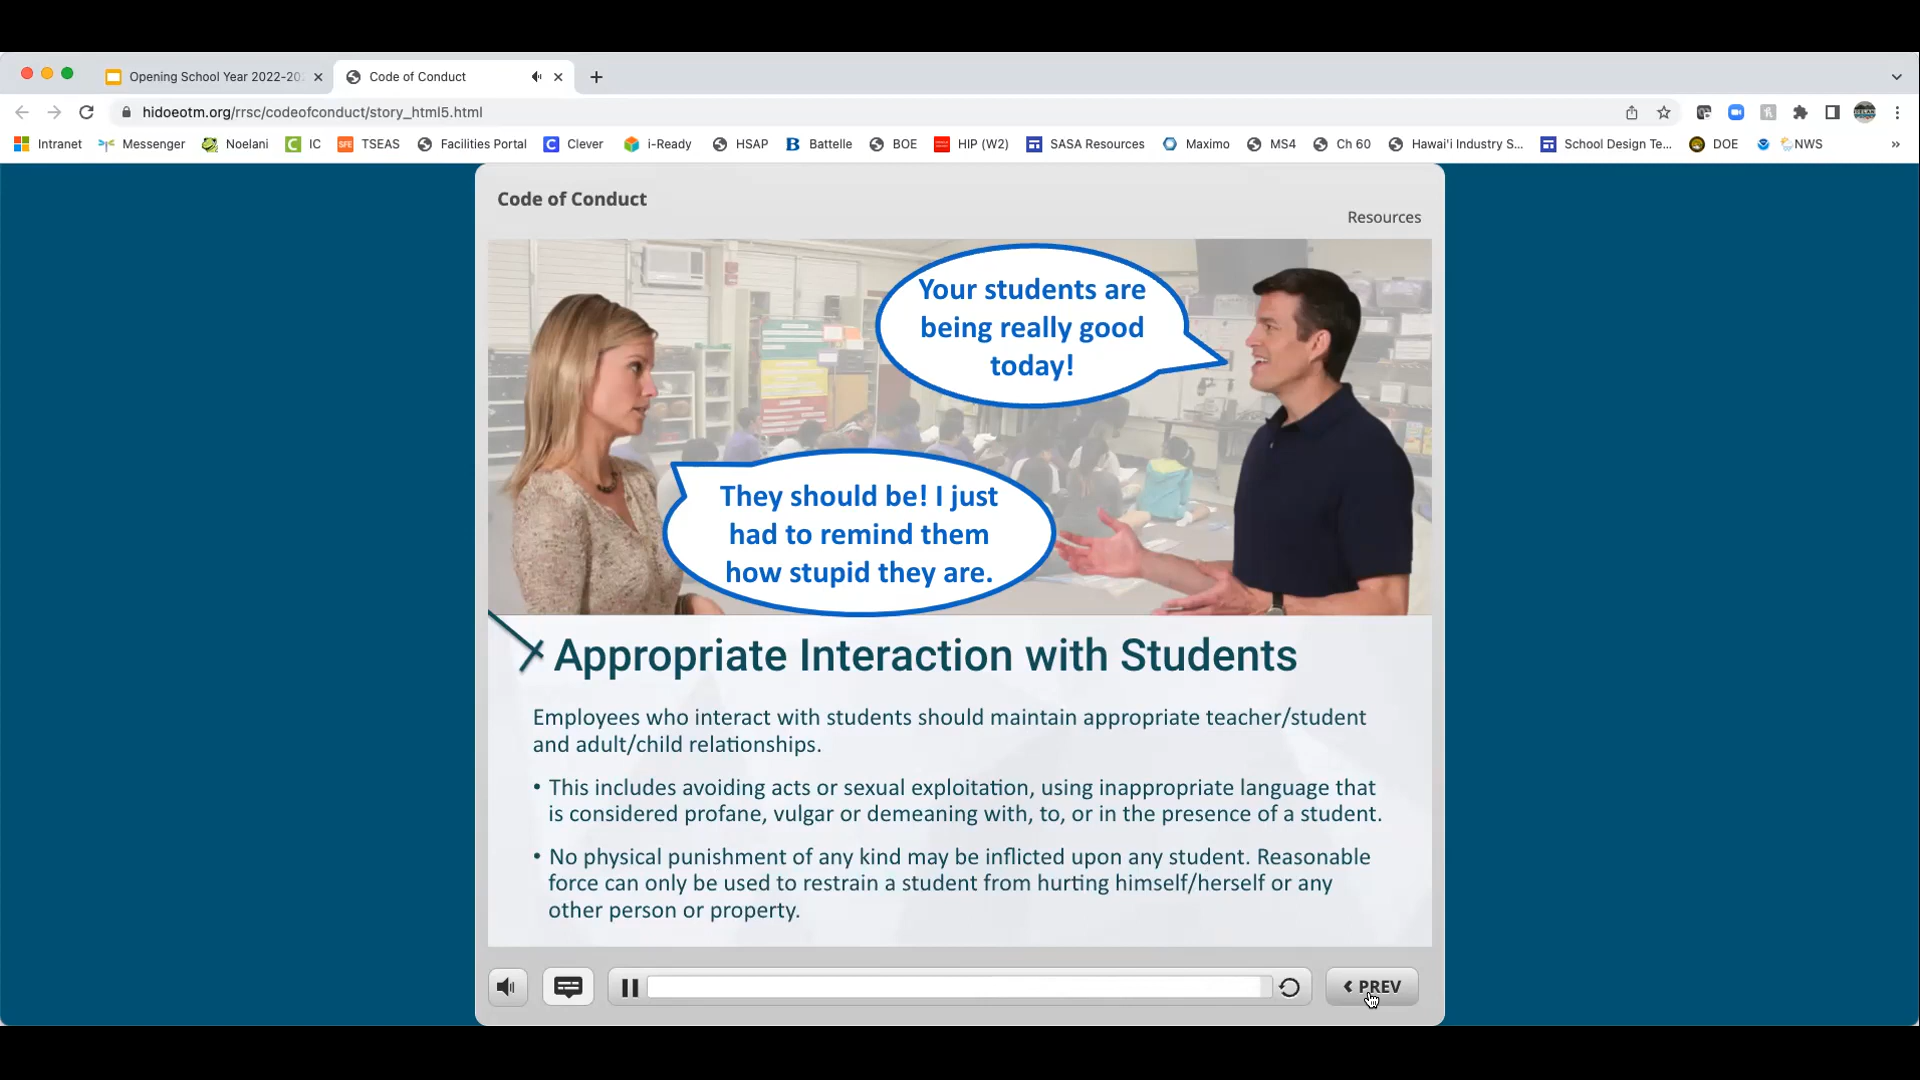 Opening School Year 2022-20
Code of Conduct
hidoeotm.org/rrsc/codeofconduct/story_html5.html
Intranet
Messenger
Noelani
C IC
SFE TSEAS
Facilities Portal
C Clever
i-Ready
HSAP
B Battelle
BOE
HIP (W2)
SASA Resources
Maximo
MS4
Ch 60
Hawai'i Industry S...
School Design Te...
DOE
NWS
»
Code of Conduct
Resources
Your students are
being really good
today!
They should be! I just
had to remind them
how stupid they are.
Appropriate Interaction with Students
Employees who interact with students should maintain appropriate teacher/student
and adult/child relationships.
• This includes avoiding acts or sexual exploitation, using inappropriate language that
is considered profane, vulgar or demeaning with, to, or in the presence of a student.
• No physical punishment of any kind may be inflicted upon any student. Reasonable
force can only be used to restrain a student from hurting himself/herself or any
other person or property.
PREV